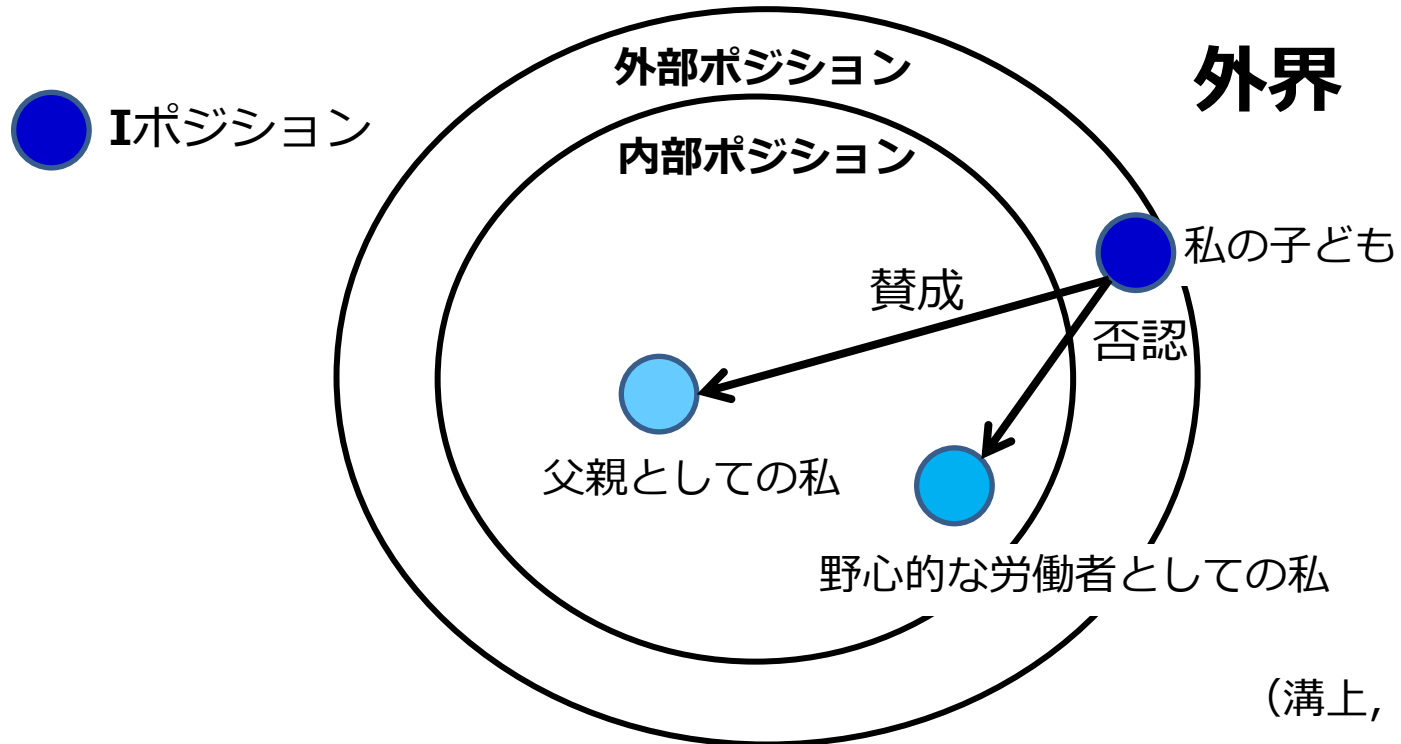 外部ポジション
外界
Iポジション
内部ポジション
私の子ども
賛成
否認
父親としての私
野心的な労働者としての私
（溝上,